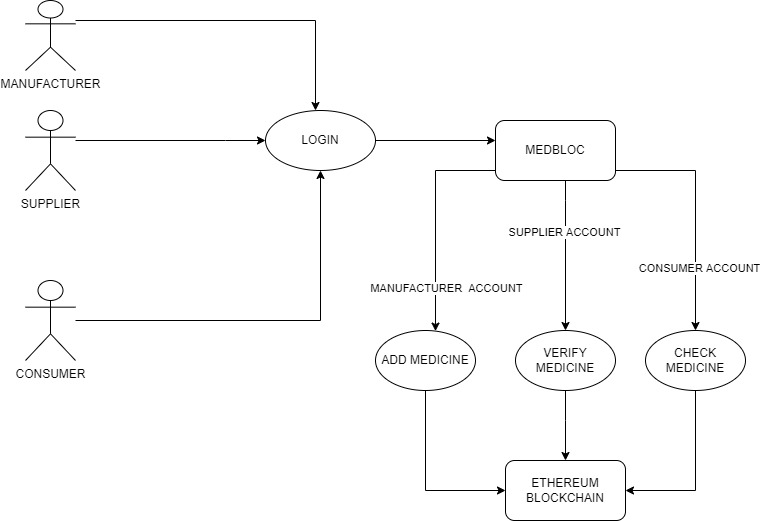 MANUFACTURER
LOGIN
MEDBLOC
SUPPLIER
SUPPLIER ACCOUNT
CONSUMER ACCOUNT
MANUFACTURER  ACCOUNT
CONSUMER
ADD MEDICINE
VERIFY
MEDICINE
CHECK
MEDICINE
ETHEREUM
BLOCKCHAIN